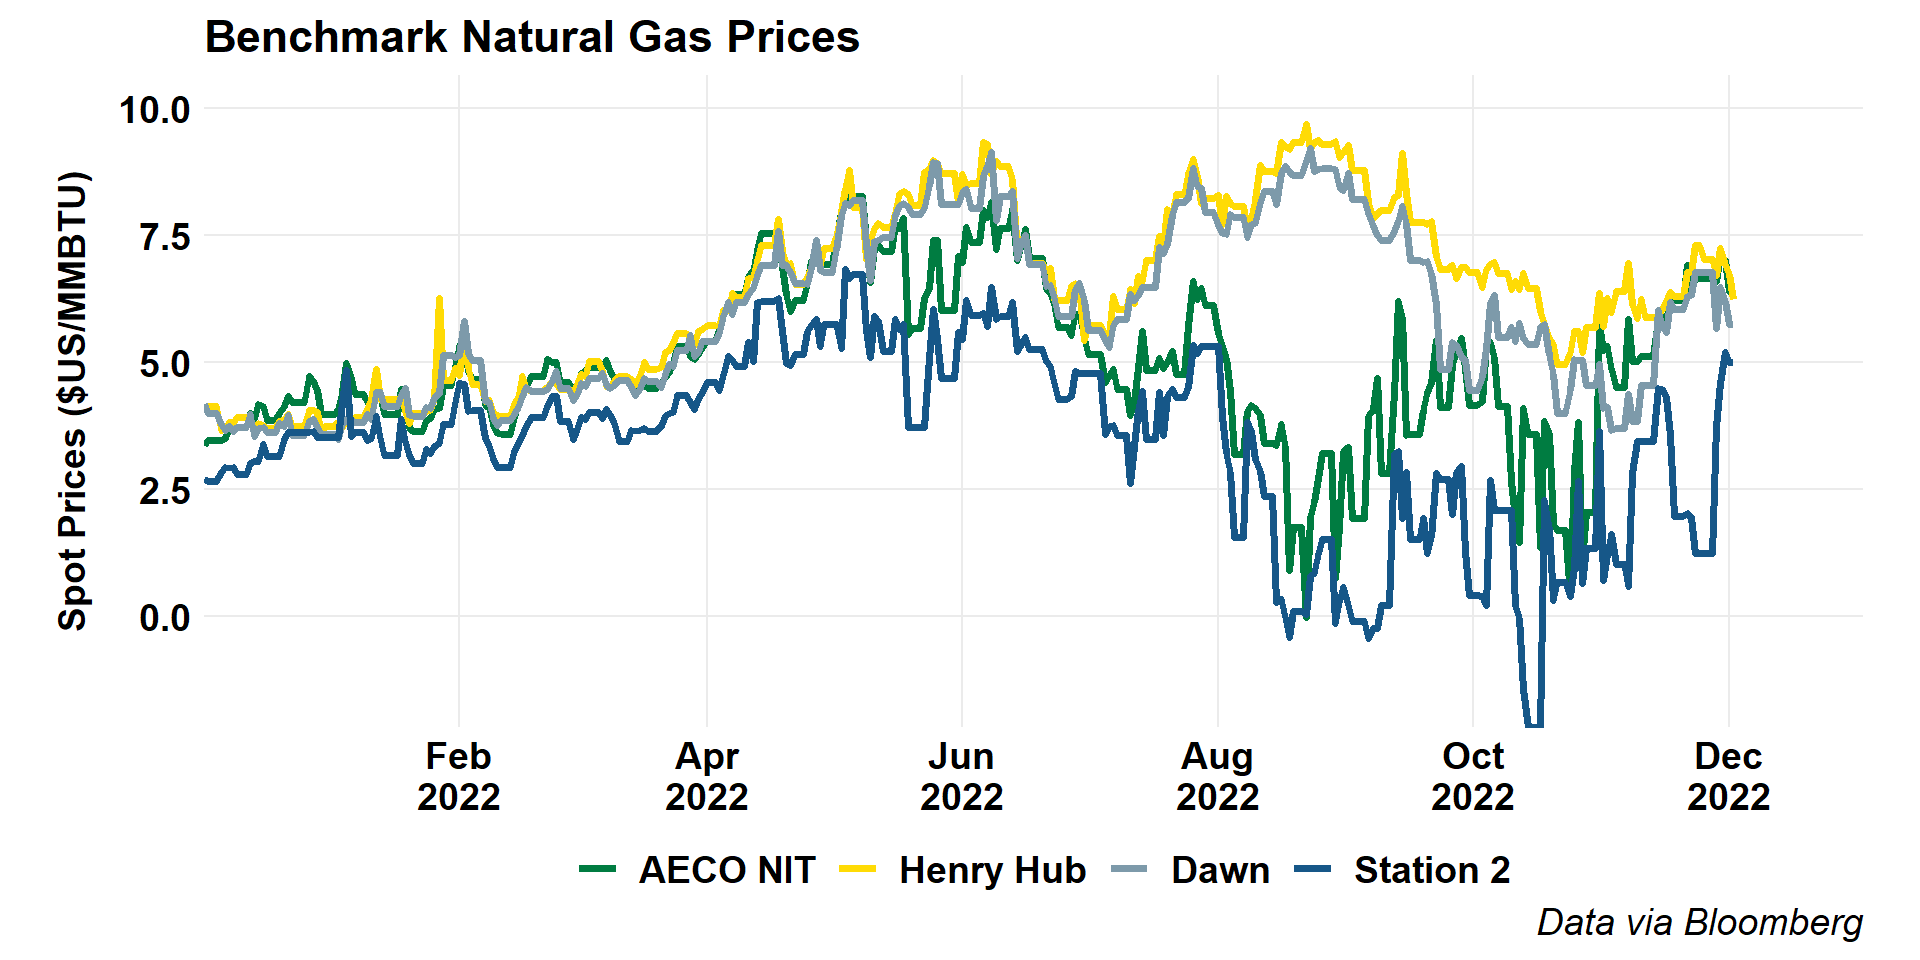 Benchmark Natural Gas Prices
Spot Prices ($US/MMBTU)
10.0
7.5
5.0
2.5
0.0
Feb
2022
Apr
2022
Jun
2022
Aug
2022
Oct
2022
Dec
2022
AECO NIT
Henry Hub
Dawn
Station 2
Data via Bloomberg